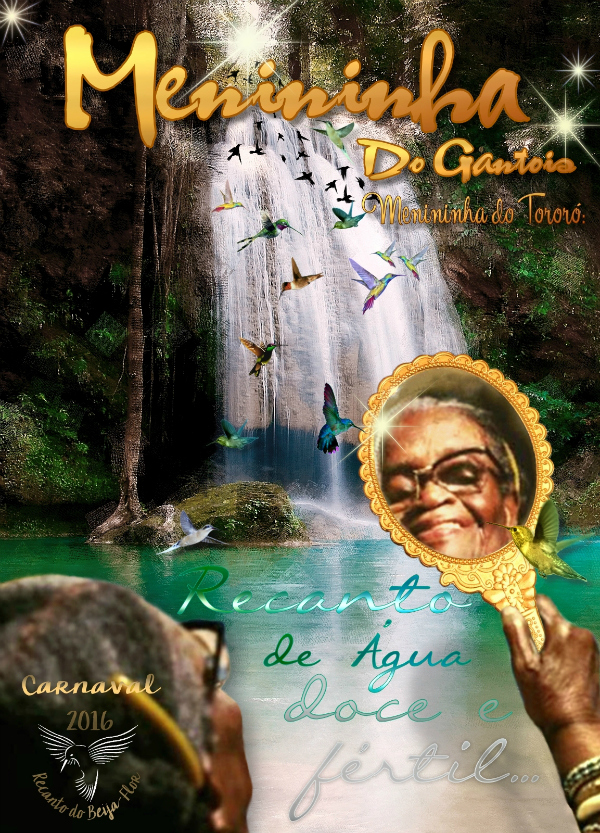 Menininha
Do Gantois
Menininha do Tororó:
Recanto
de Água
doce e
fértil...
Carnaval
2016
Recanto do Beija-Flor